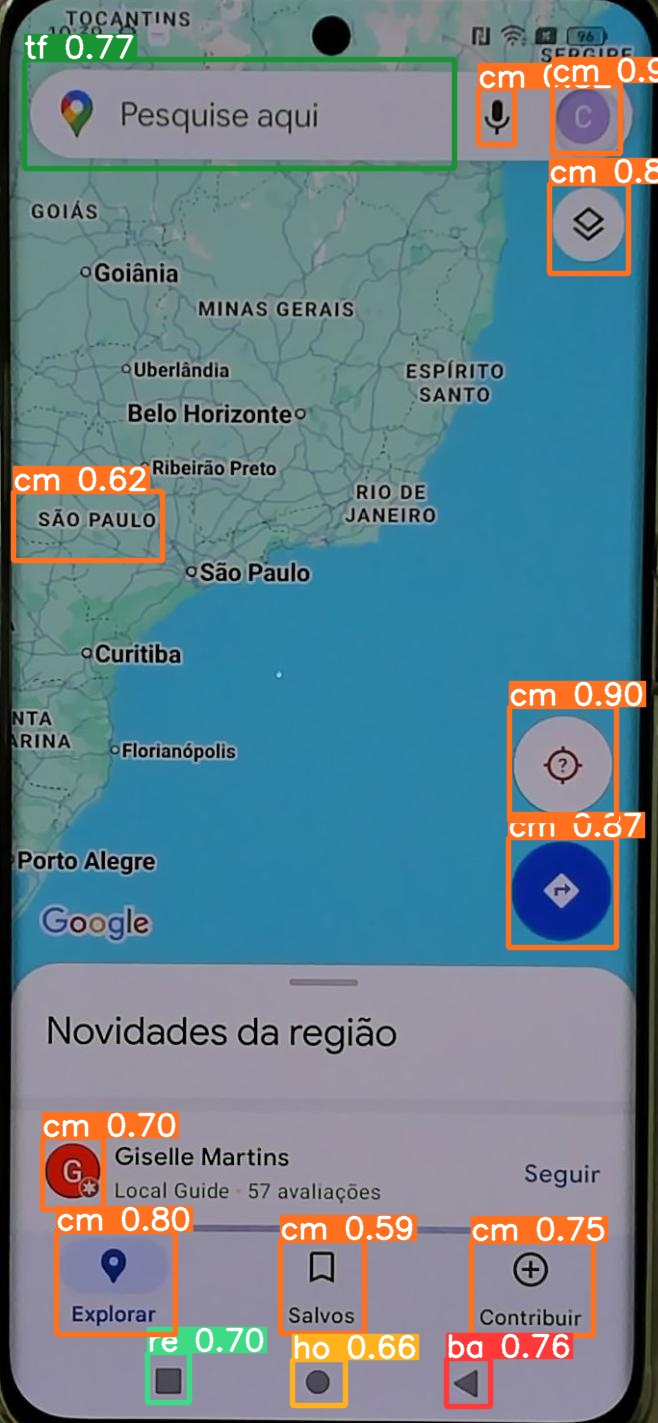 TOCANTINS
96
SERGIPE
tf 0.77
cm
cm 0.9
Pesquise aqui
C
cm 0.8
GOIÁS
Goiânia
MINAS GERAIS
Uberlândia
ESPÍRITO
SANTO
Belo Horizonte
Ribeirão Preto
cm 0.62
RIO DE
JANEIRO
SÃO PAULO
São Paulo
Curitiba
cm 0.90
NTA
ARINA
Florianópolis
?
cm 0.87
Porto Alegre
Google
Novidades da região
cm 0.70
G
Giselle Martins
Local Guide · 57 avaliações
Seguir
cm 0.80
cm 0.59
cm 0.75
Explorar
Salvos
Contribuir
re 0.70
ho 0.66
ba 0.76